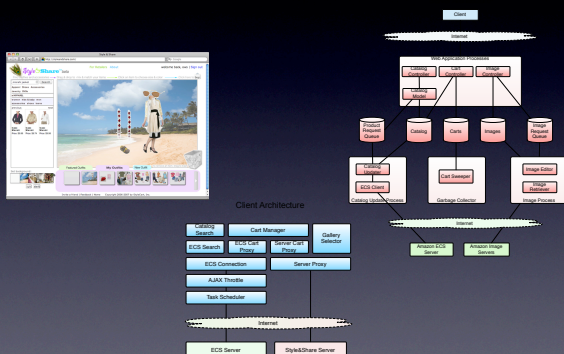 Client
Internet
Web Application Processes
Catalog
Controller
Cart
Controller
Image
Controller
Catalog
Model
Product
Request
Queue
Catalog
Carts
Images
Image
Request
Queue
Catalog
Updater
ECS Client
Catalog Update Process
Cart Sweeper
Garbage Collector
Image Editor
Image
Retriever
Image Process
Internet
Amazon ECS
Server
Amazon Image
Servers
Style Share
Client Architecture
Catalog
Search
Cart Manager
Gallery
Selector
ECS Search
ECS Cart
Proxy
Server Cart
Proxy
ECS Connection
Server Proxy
AJAX Throttle
Task Scheduler
Internet
ECS Server
Style&Share Server